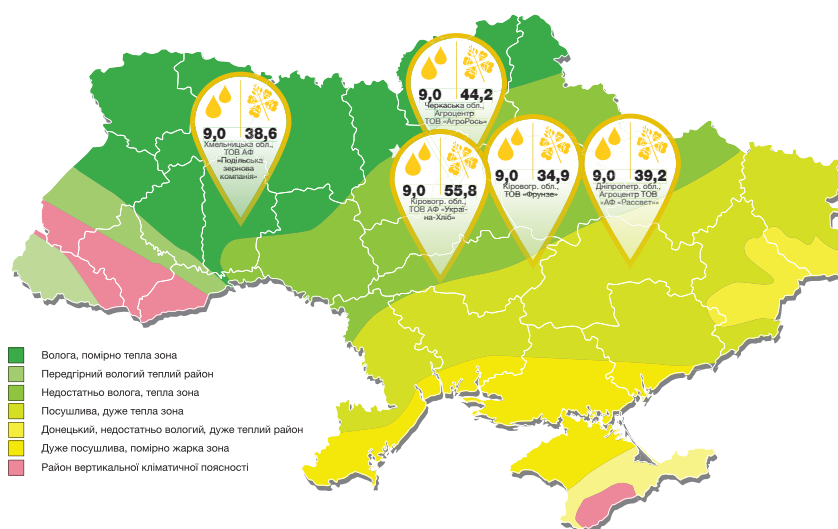 9,0 44,2
Черкаська обл.,
Агроцентр
ТОВ «АгроРось»
9,0 38,6
Хмельницька обл.,
ТОВ АФ
«Подільська
зернова
компанія»
9,0 55,8
Кіровогр. обл.,
ТОВ АФ «Украї-
на-Хліб»
9,0 34,9
Кіровогр. обл.,
ТОВ «Фрунзе»
9,0 39,2
Дніпропетр. обл.,
Агроцентр ТОВ
«АФ «Рассвєт»»
Волога, помірно тепла зона
Передгірний вологий теплий район
Недостатньо волога, тепла зона
Посушлива, дуже тепла зона
Донецький, недостатньо вологий, дуже теплий район
Дуже посушлива, помірно жарка зона
Район вертикальної кліматичної поясності